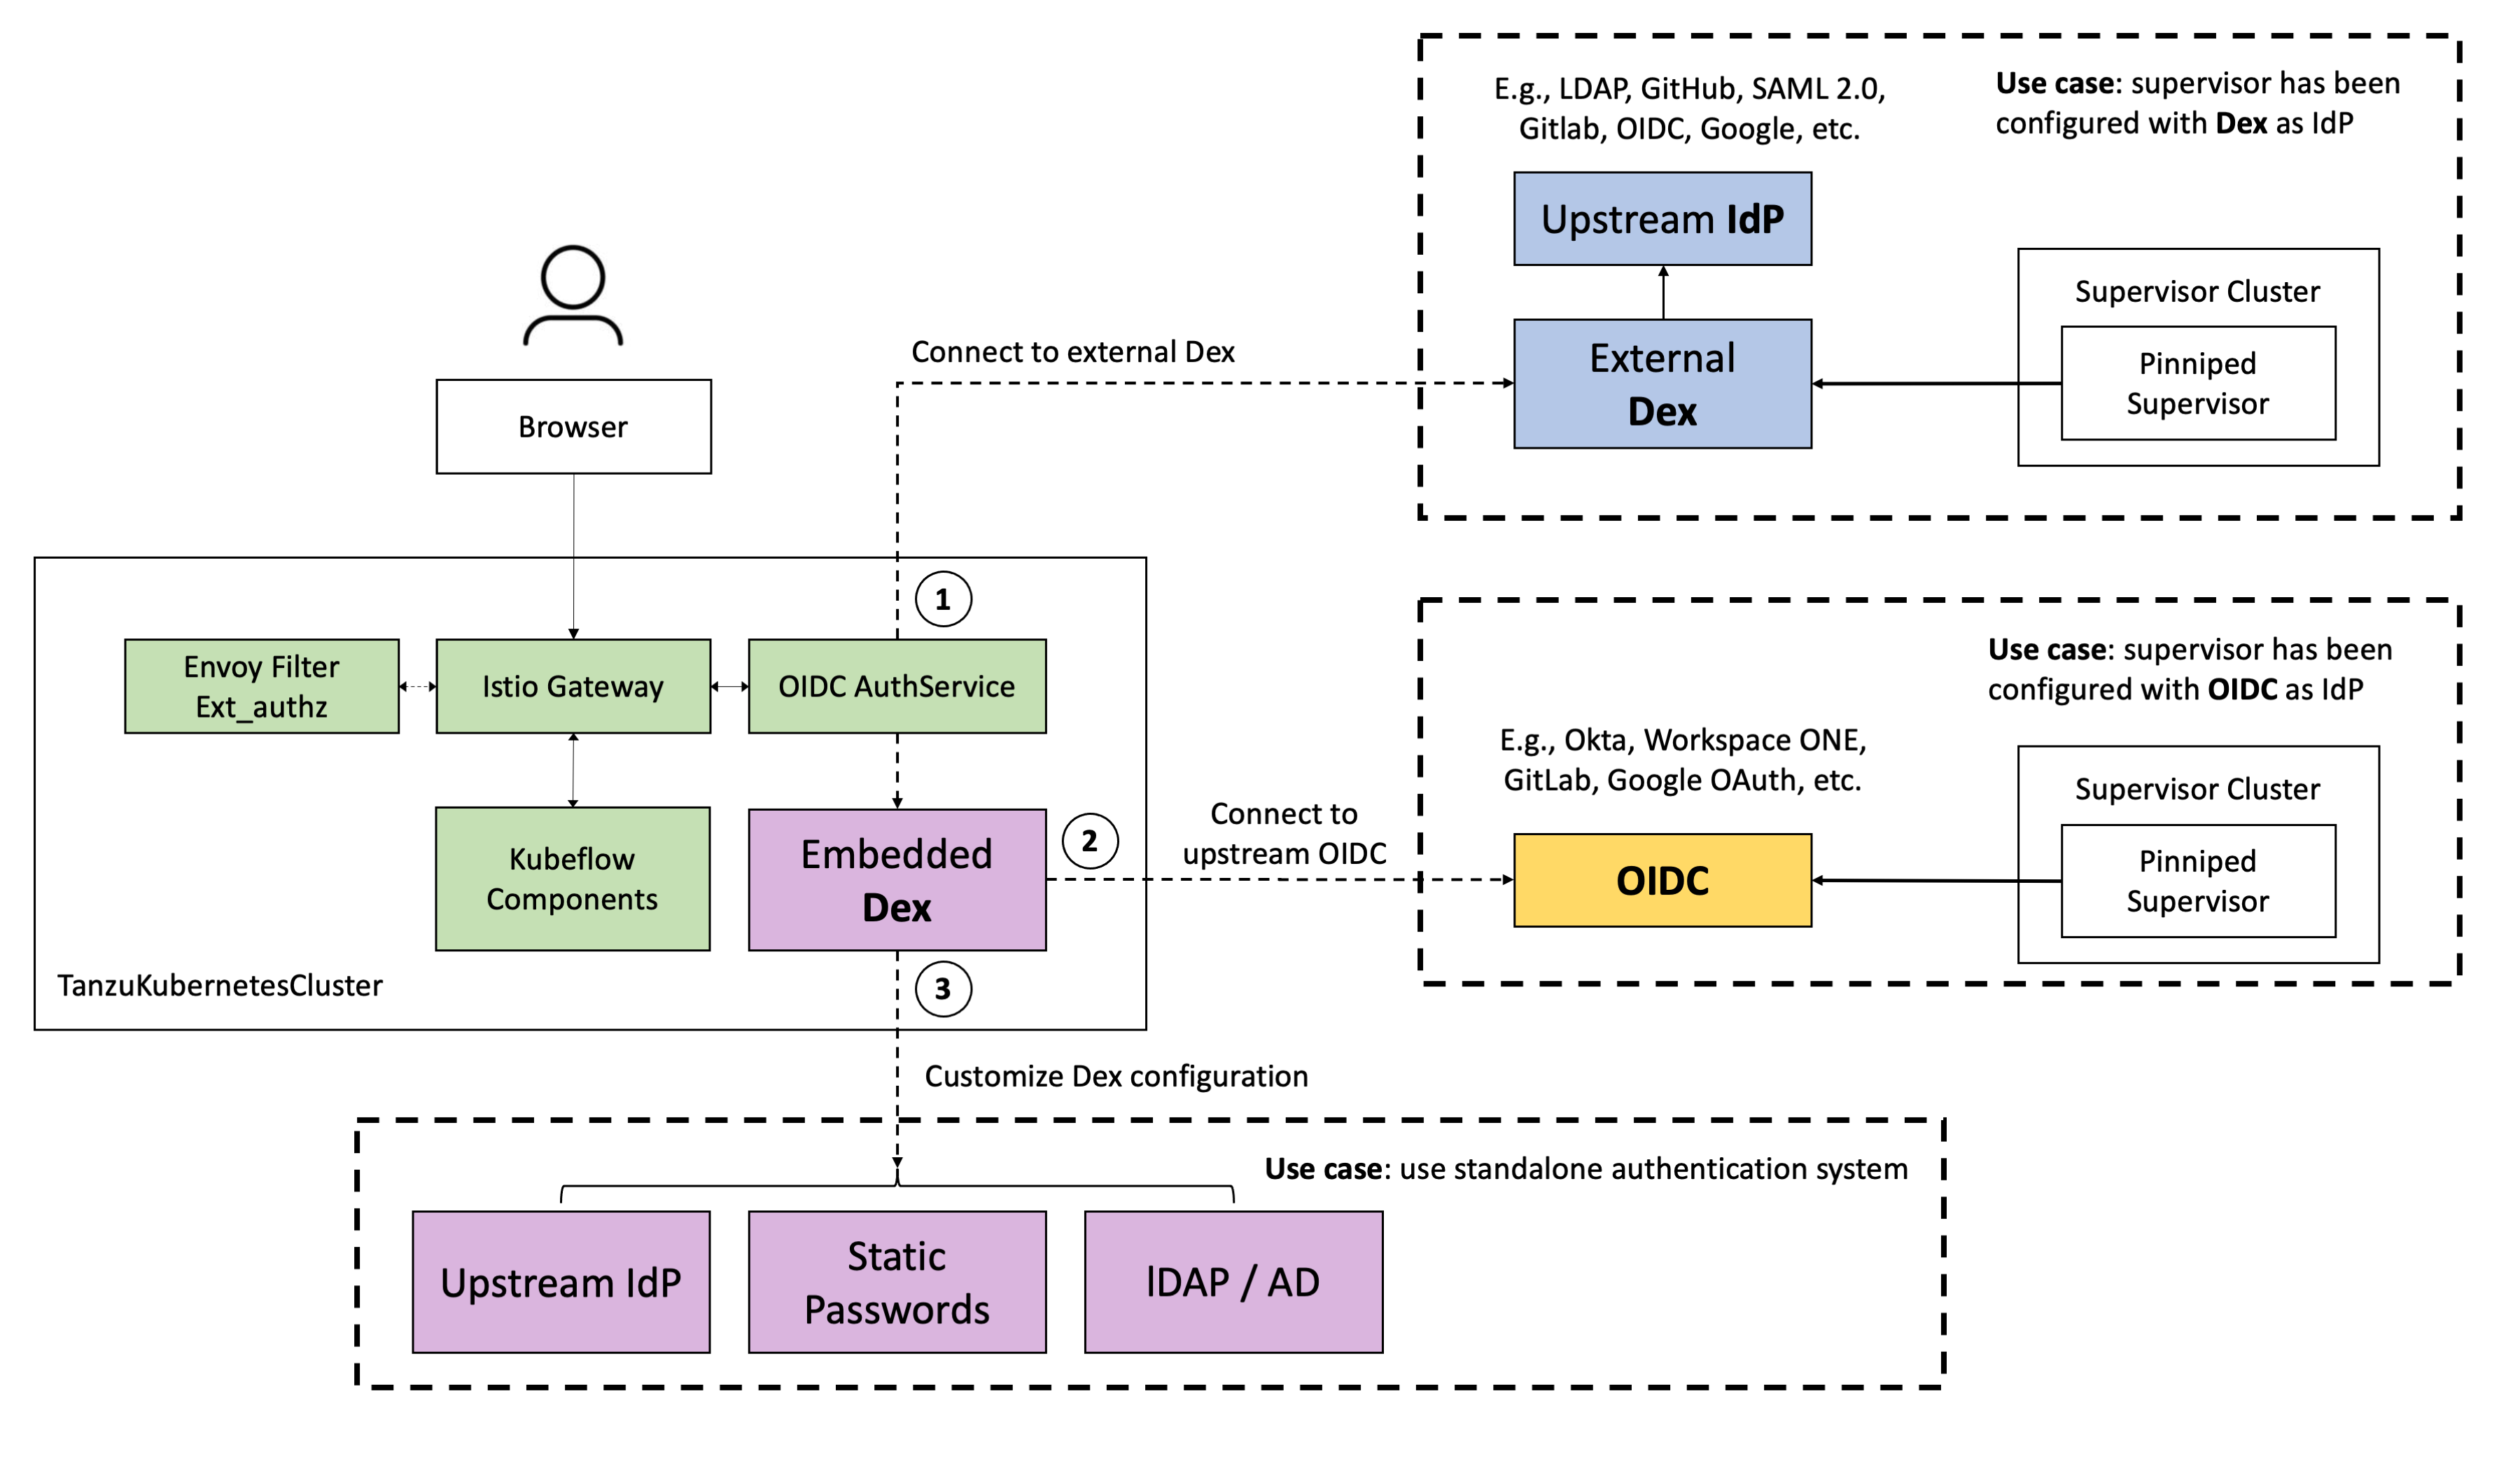 E.g., LDAP, GitHub, SAML 2.0,
Gitlab, OIDC, Google, etc.
Use case: supervisor has been
configured with Dex as IdP
Upstream IdP
Supervisor Cluster
Pinniped
Supervisor
External
Dex
Connect to external Dex
Browser
1
Envoy Filter
Ext_authz
Istio Gateway
OIDC AuthService
Kubeflow
Components
Embedded
Dex
2
3
TanzuKubernetesCluster
Connect to
upstream OIDC
Use case: supervisor has been
configured with OIDC as IdP
E.g., Okta, Workspace ONE,
GitLab, Google OAuth, etc.
OIDC
Supervisor Cluster
Pinniped
Supervisor
Customize Dex configuration
Use case: use standalone authentication system
Upstream IdP
Static
Passwords
lDAP / AD